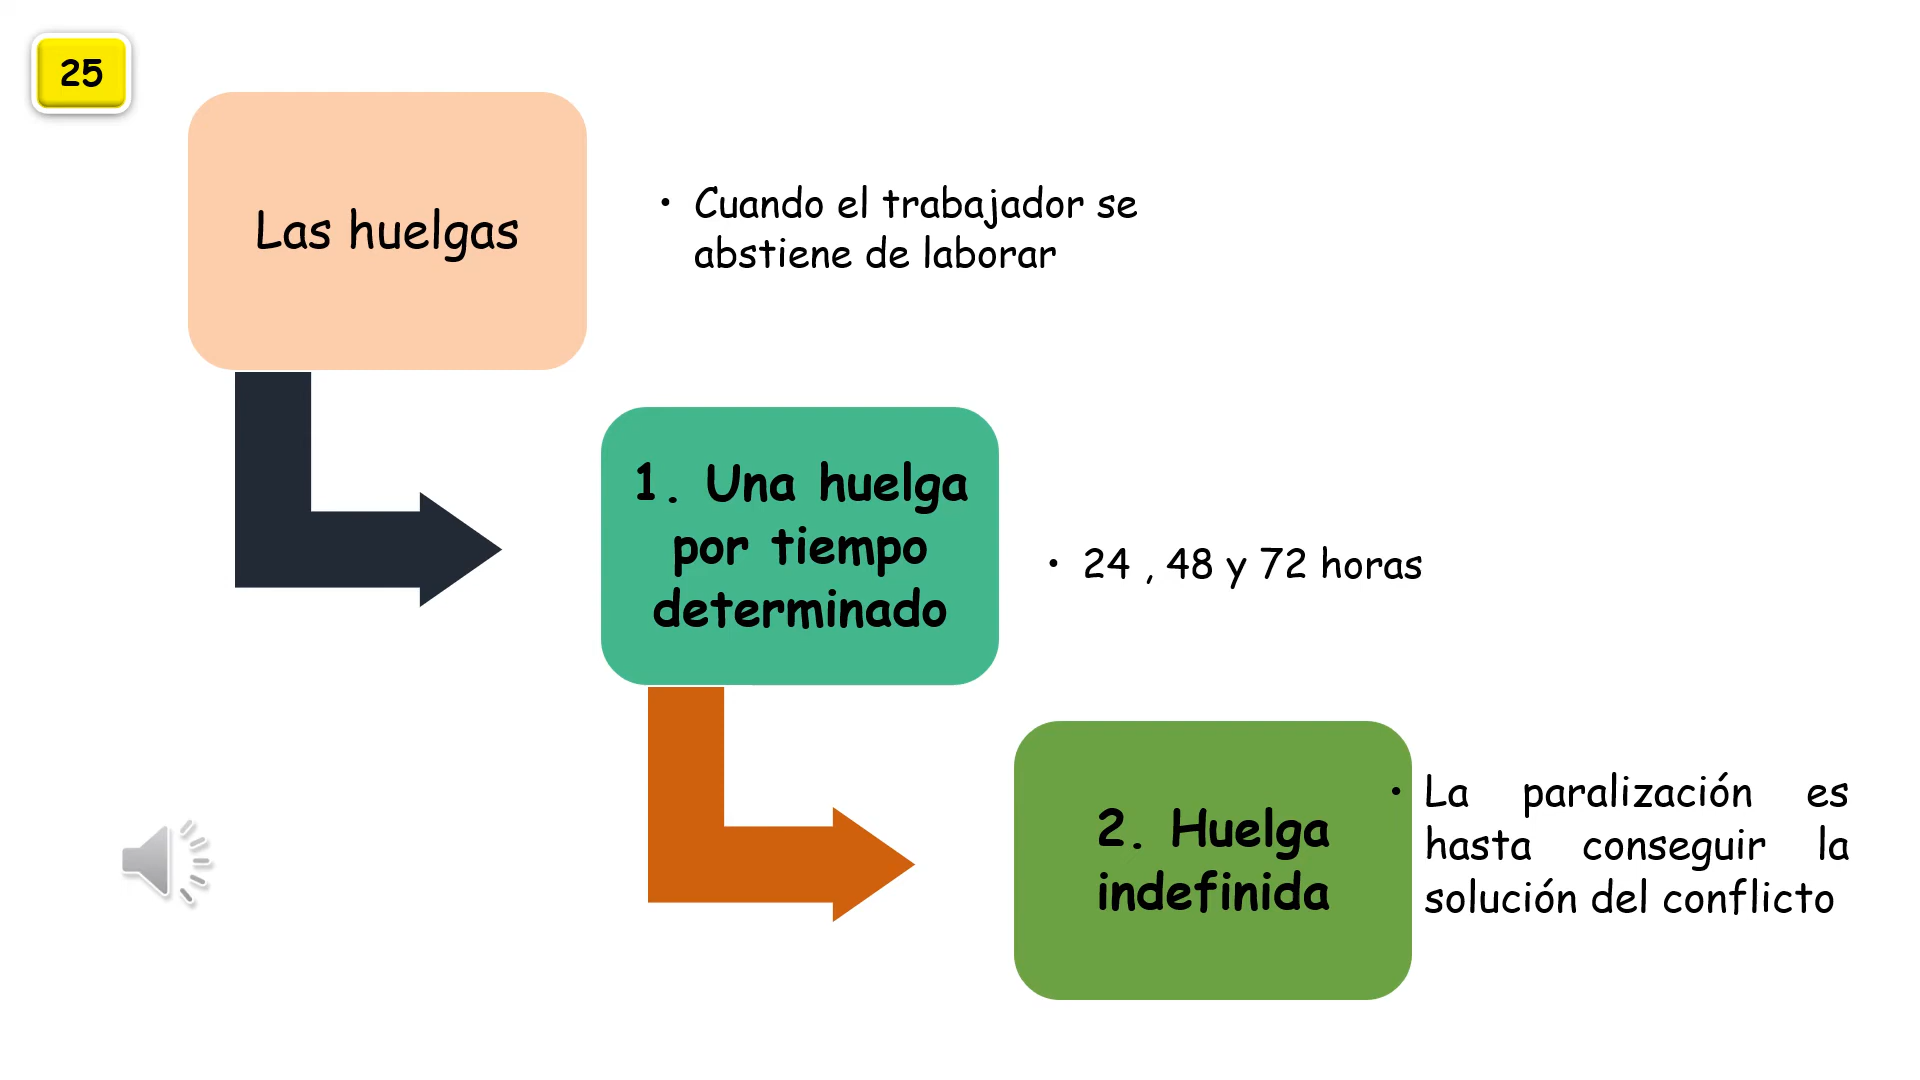 25
Las huelgas
• Cuando el trabajador se
abstiene de laborar
1. Una huelga
por tiempo
determinado
• 24 , 48 y 72 horas
2. Huelga
indefinida
• La paralización es
hasta conseguir la
solución del conflicto